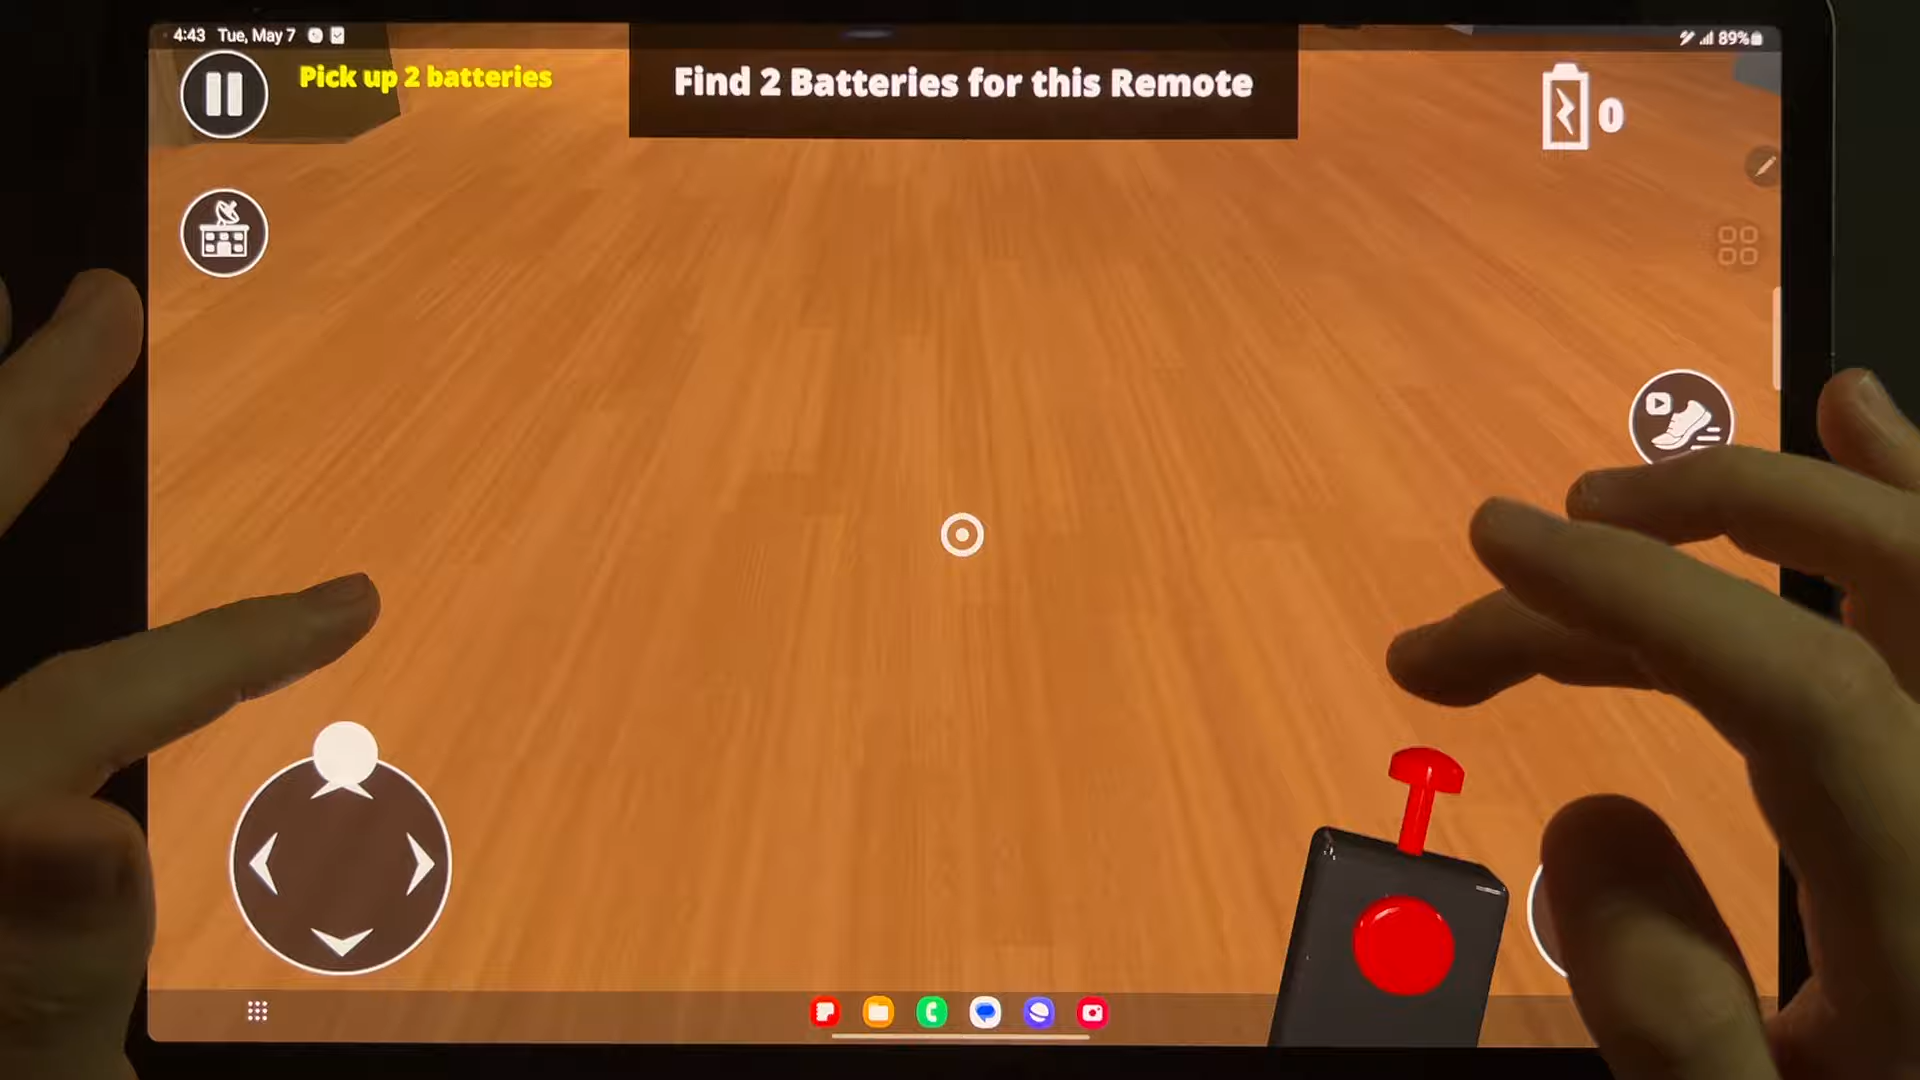 4:43 Tue, May 7
89%
Pick up 2 batteries
Find 2 Batteries for this Remote
0